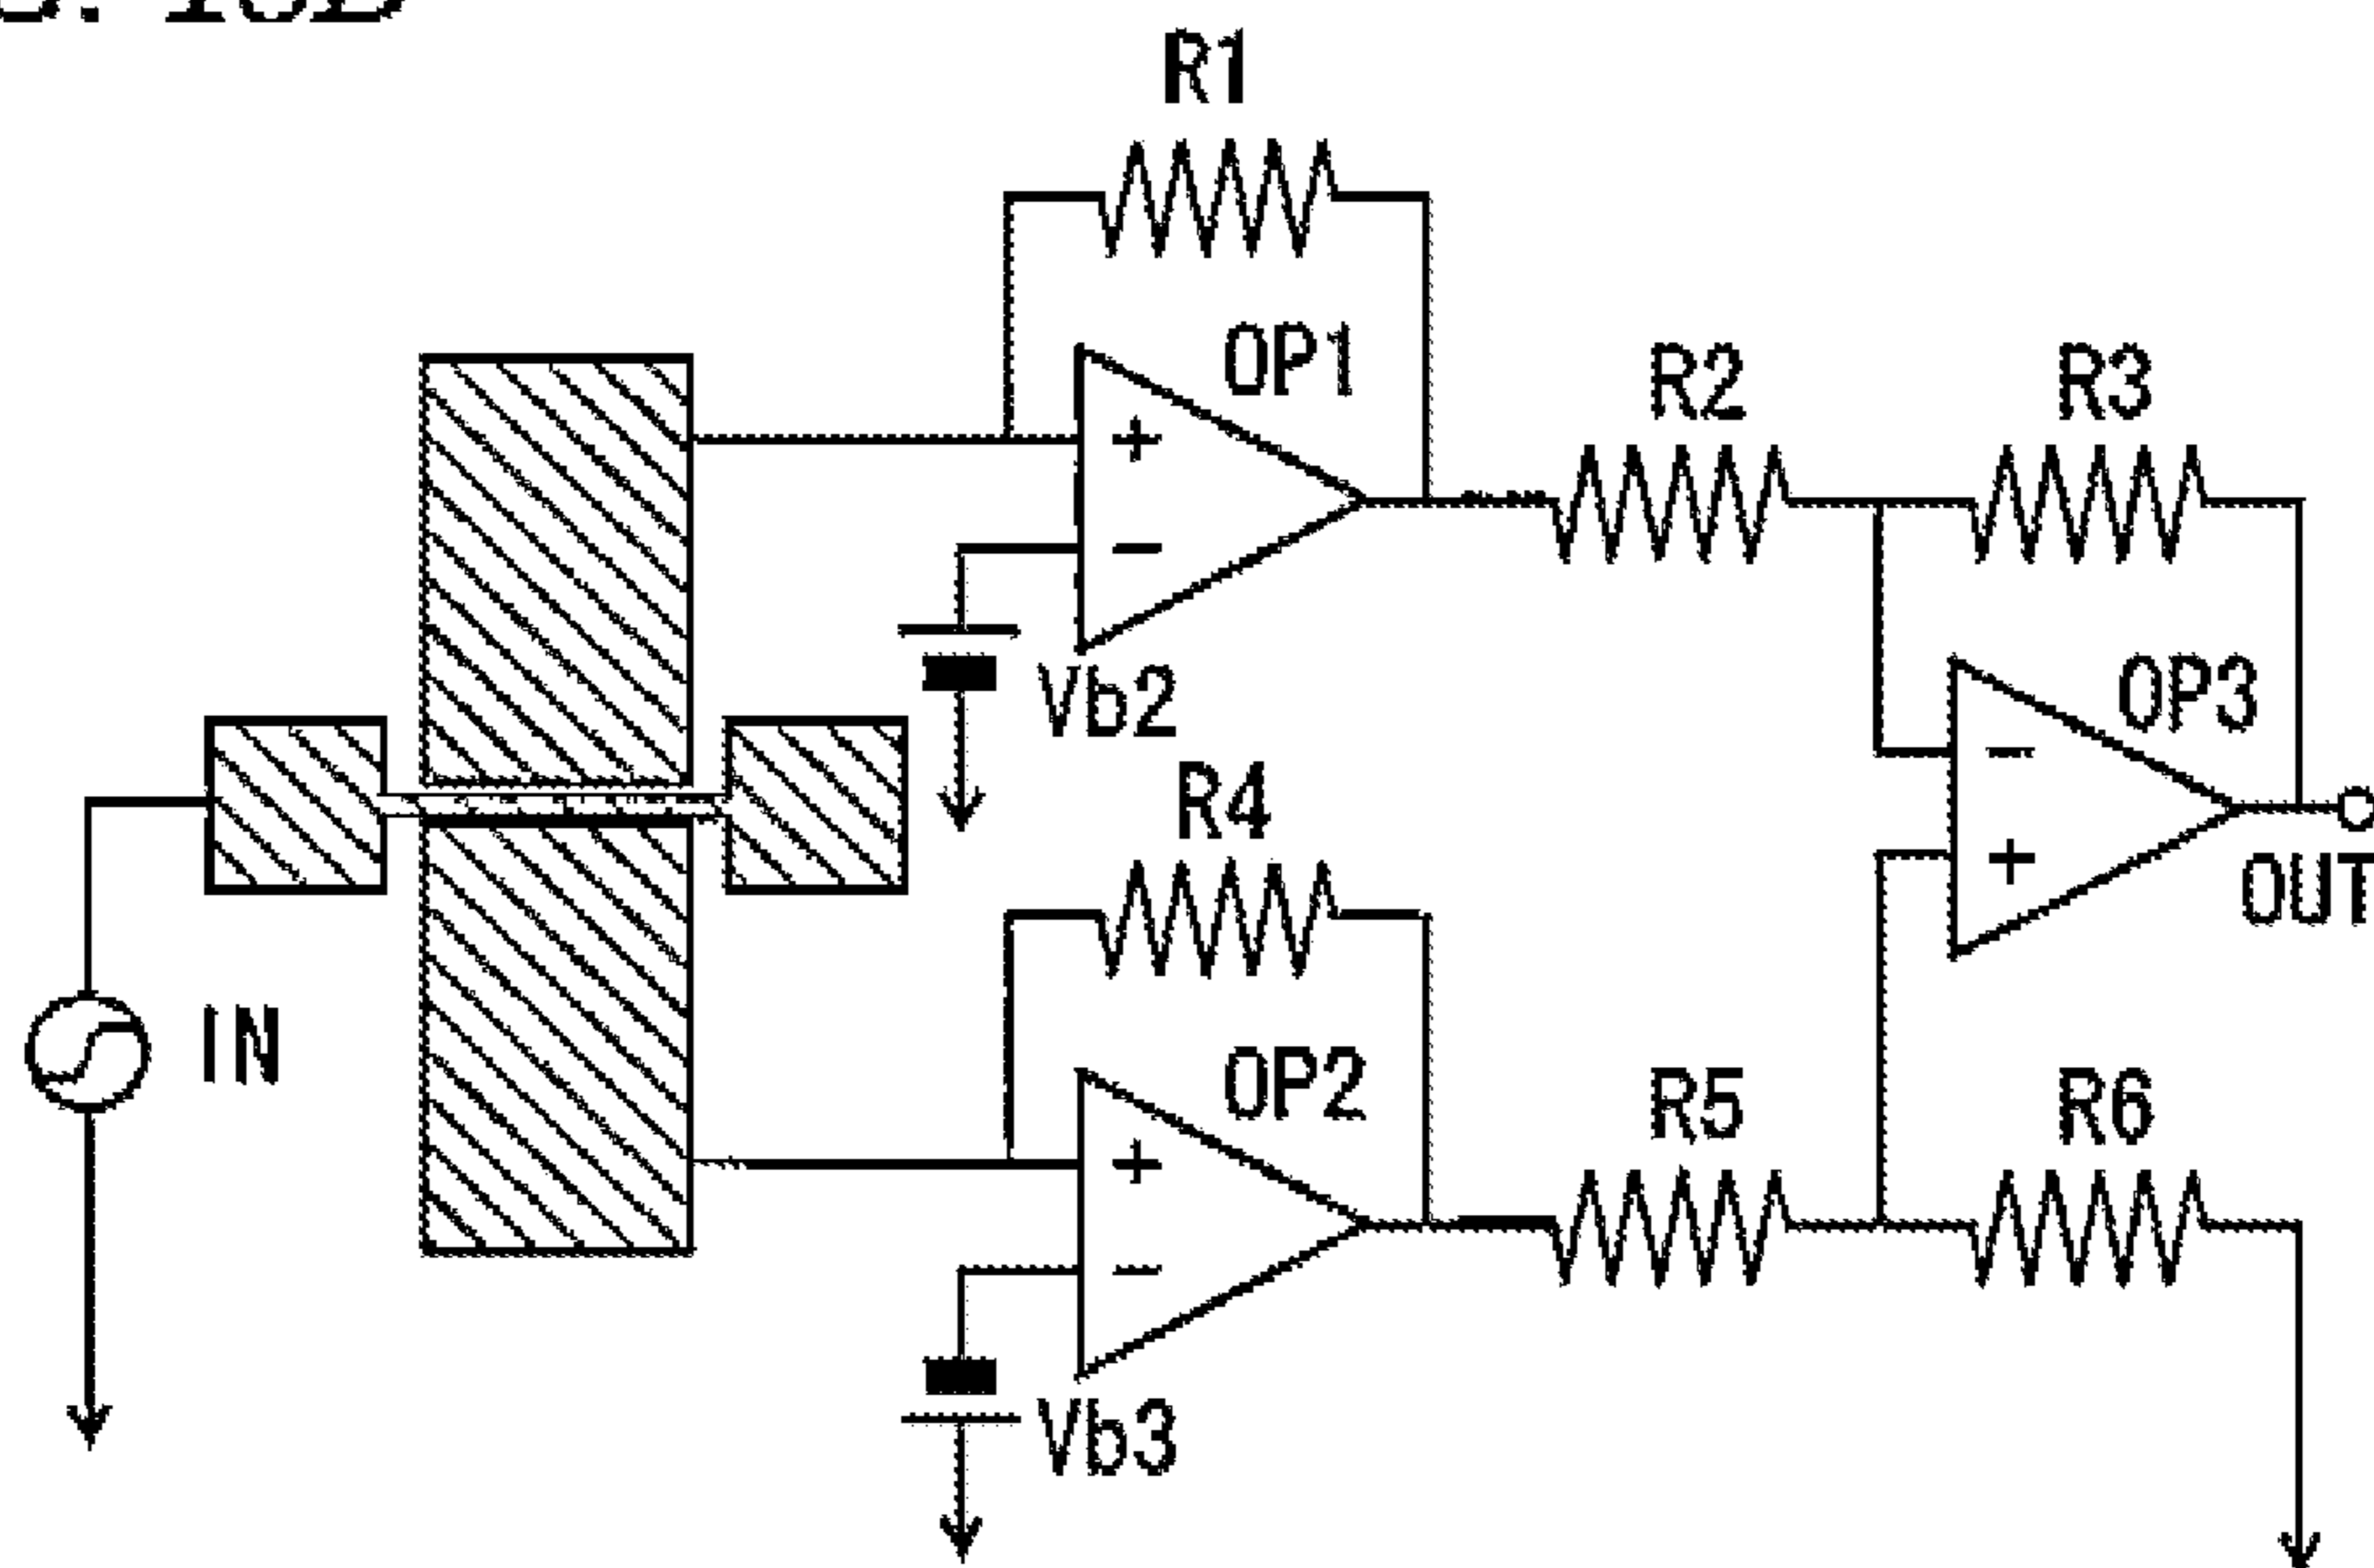 R1
OP1
R2
R3
+
−
Vb2
OP3
R4
−
+
OUT
IN
OP2
R5
R6
+
−
Vb3